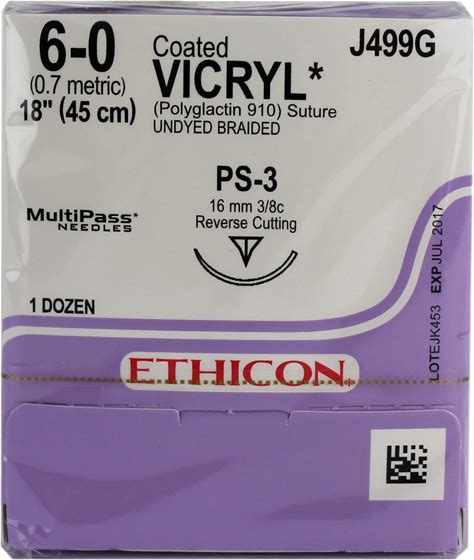 6-0
(0.7 metric)
18" (45 cm)
Coated
VICRYL*
(Polyglactin 910) Suture
UNDYED BRAIDED
J499G
PS-3
16 mm 3/8c
Reverse Cutting
MultiPass*
NEEDLES
1 DOZEN
LOTEJK453 EXP JUL 2017
ETHICON